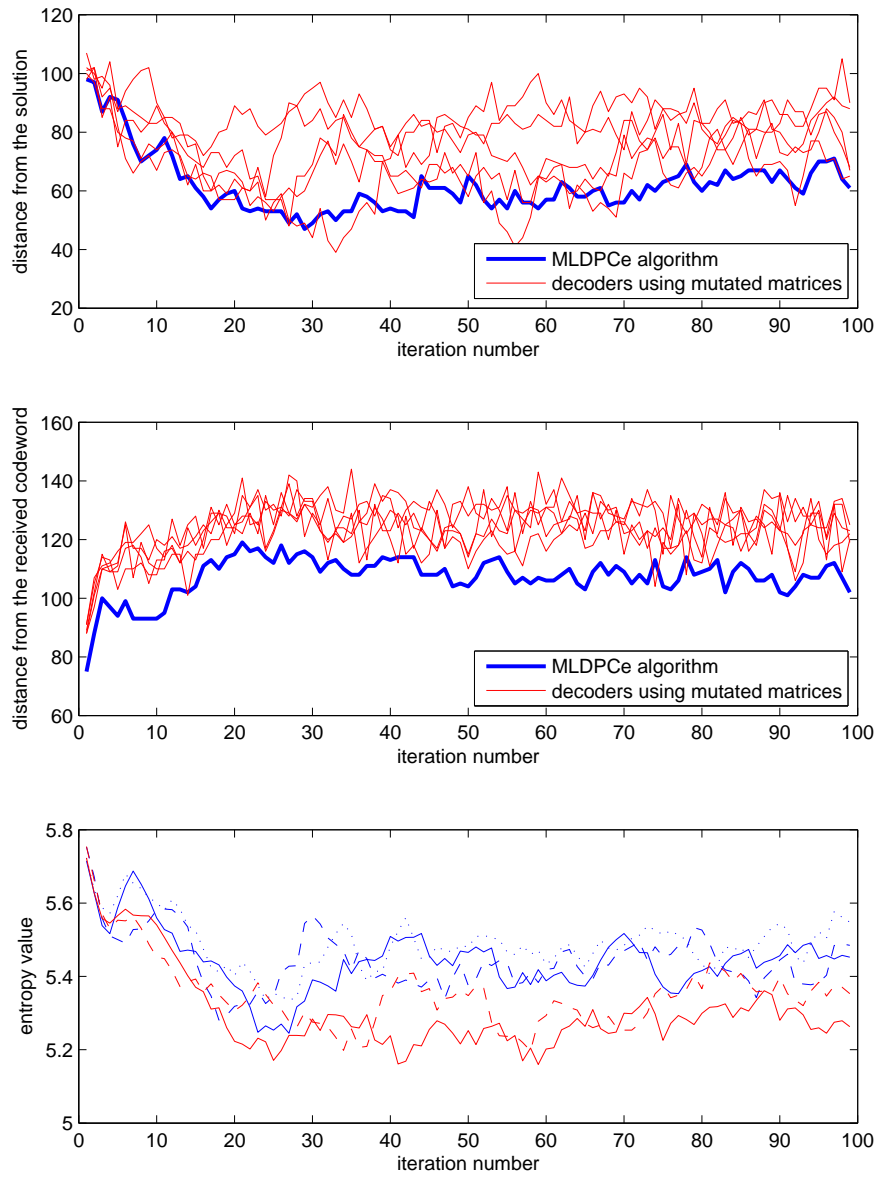 120
100
80
60
40
20
distance from the solution
MLDPCe algorithm
decoders using mutated matrices
0 10 20 30 40 50 60 70 80 90 100
iteration number
160
140
120
100
80
60
distance from the received codeword
MLDPCe algorithm
decoders using mutated matrices
0 10 20 30 40 50 60 70 80 90 100
iteration number
5.8
5.6
5.4
5.2
5
entropy value
0 10 20 30 40 50 60 70 80 90 100
iteration number